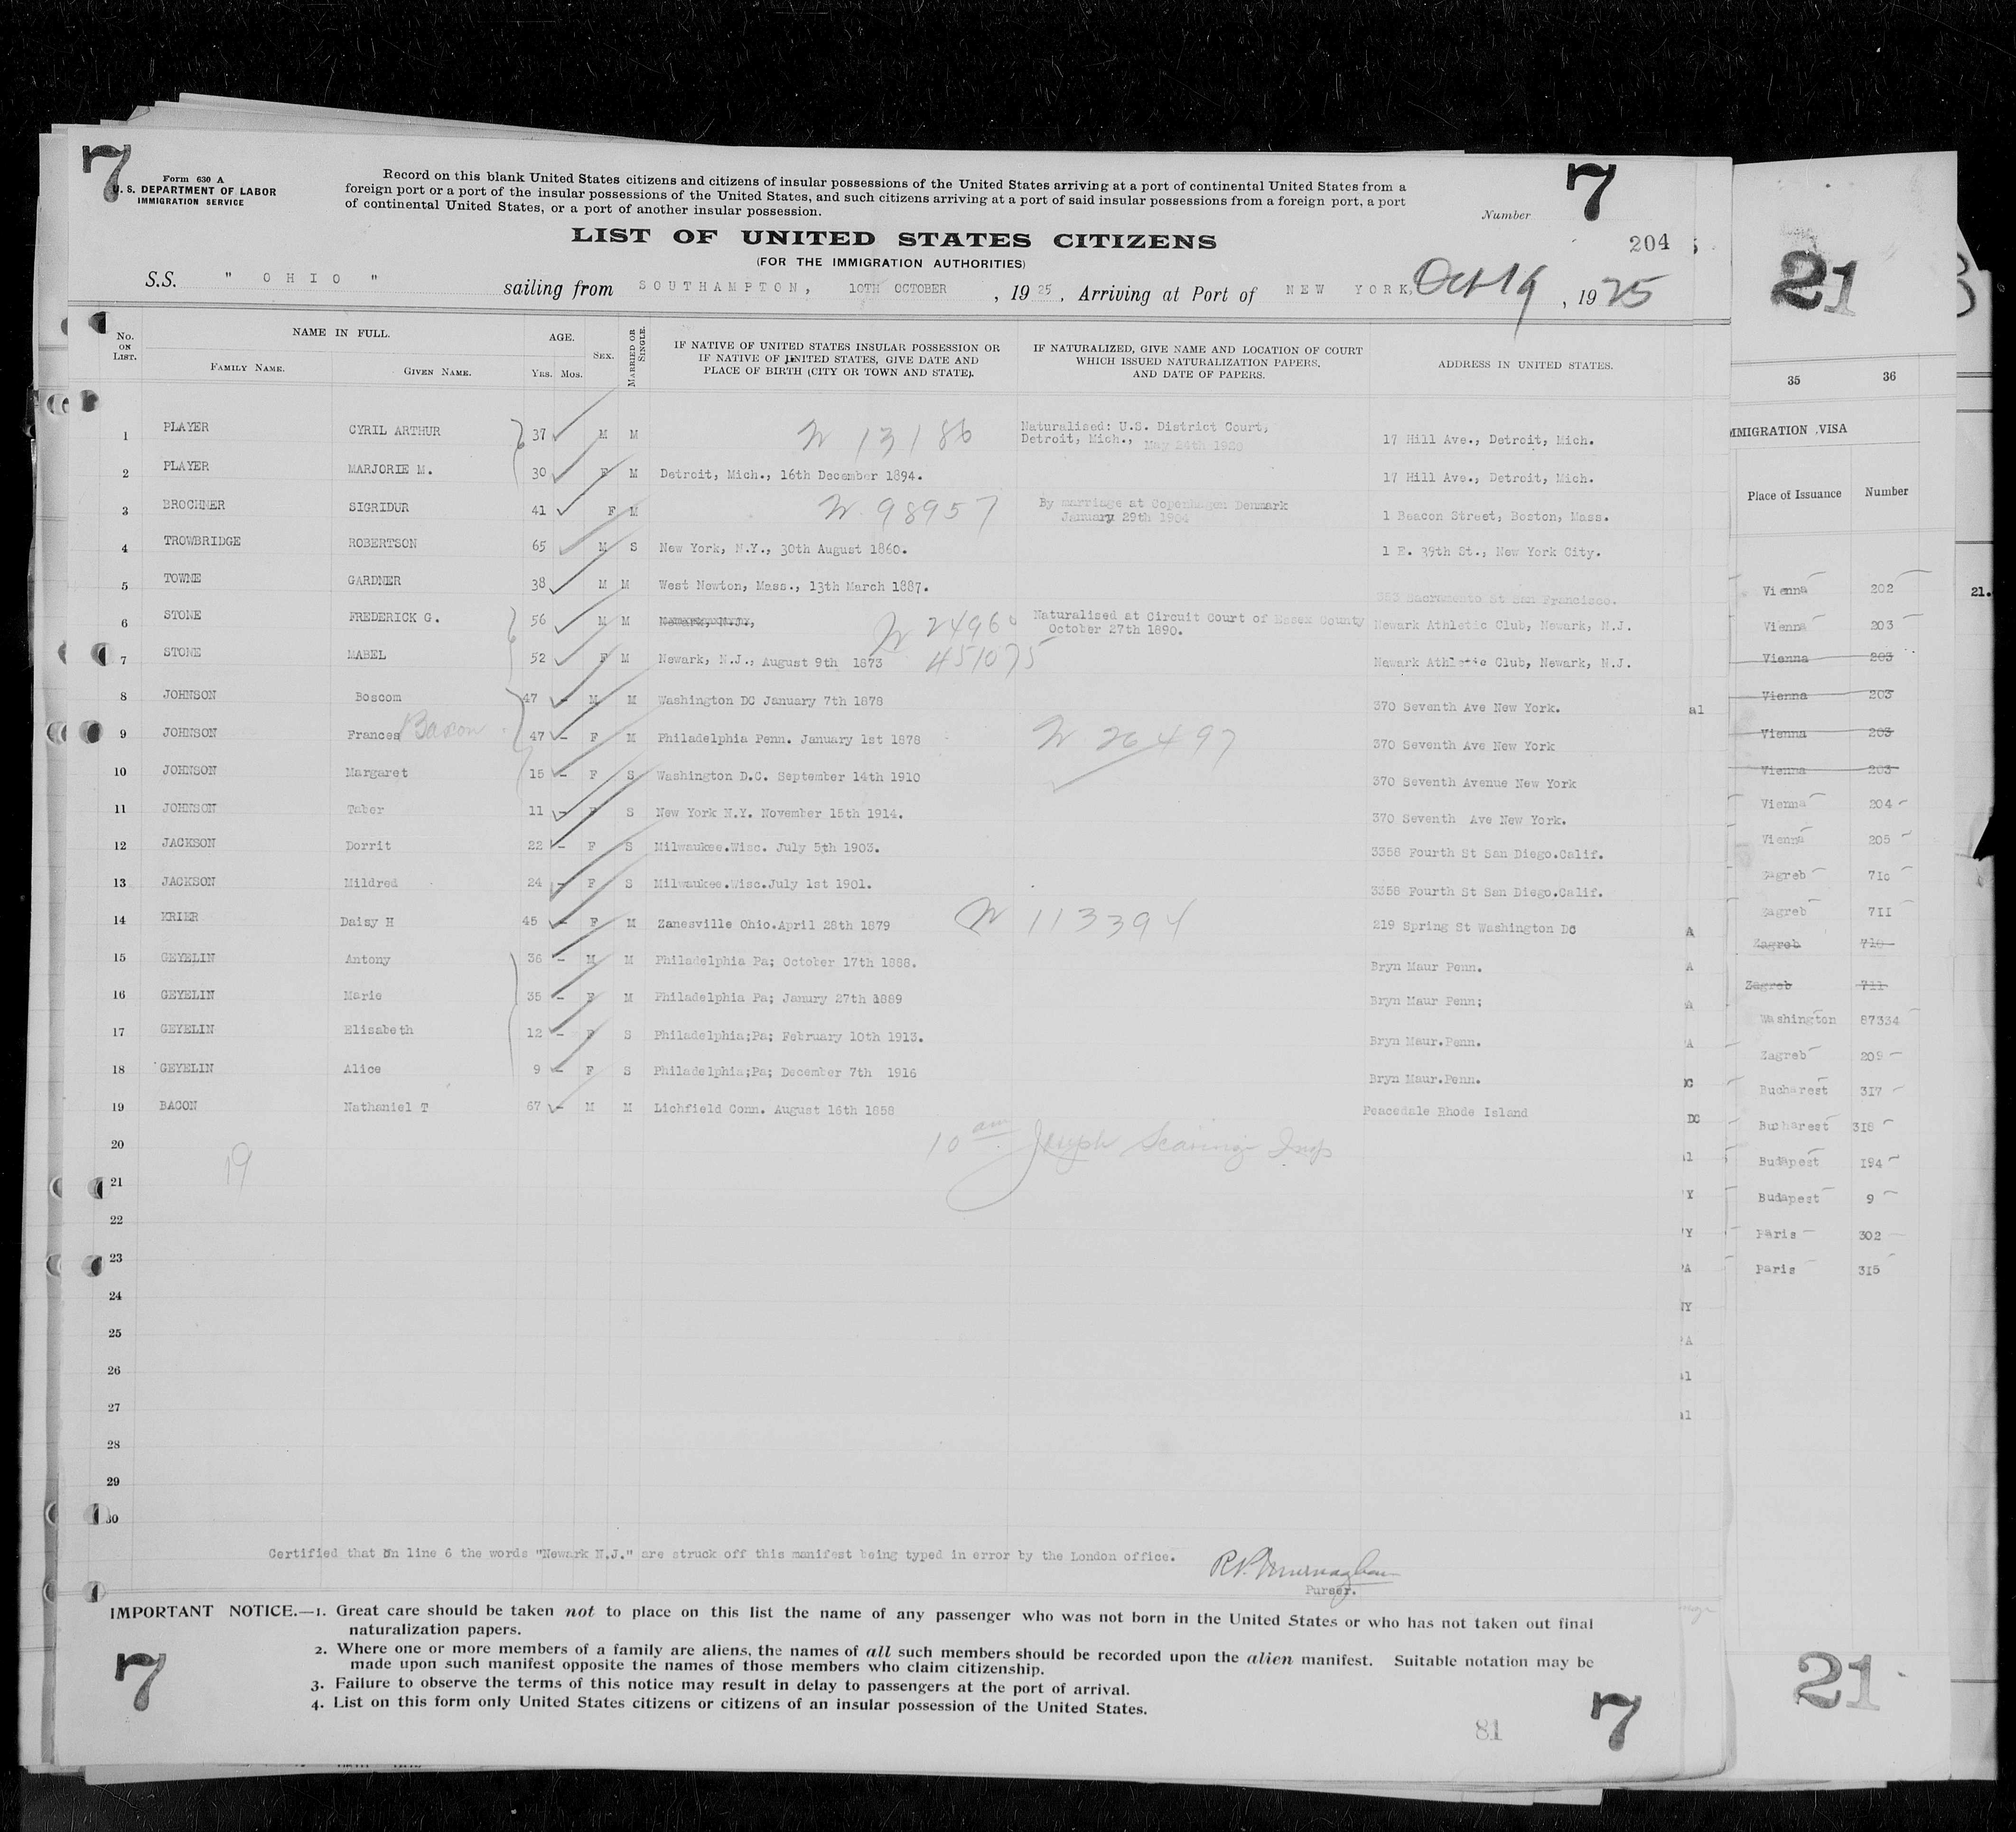 7
Form 630 A
U. S. DEPARTMENT OF LABOR
IMMIGRATION SERVICE
Record on this blank United States citizens and citizens of insular possessions of the United States arriving at a port of continental United States from a
foreign port or a port of the insular possessions of the United States, and such citizens arriving at a port of said insular possessions from a foreign port, a port
of continental United States, or a port of another insular possession.
7
Number
204
LIST OF UNITED STATES CITIZENS
(FOR THE IMMIGRATION AUTHORITIES)
S.S. " OHIO " sailing from SOUTHAMPTON, 10TH OCTOBER, 1925, Arriving at Port of NEW YORK, Oct 19, 1925
No. ON LIST. NAME IN FULL. FAMILY NAME. GIVEN NAME. AGE. YRS. MOS. SEX. MARRIED OR SINGLE. IF NATIVE OF UNITED STATES INSULAR POSSESSION OR IF NATIVE OF UNITED STATES, GIVE DATE AND PLACE OF BIRTH (CITY OR TOWN AND STATE). IF NATURALIZED, GIVE NAME AND LOCATION OF COURT WHICH ISSUED NATURALIZATION PAPERS, AND DATE OF PAPERS. ADDRESS IN UNITED STATES.
1 PLAYER CYRIL ARTHUR 37 M M N 13186 Naturalised: U.S. District Court, Detroit, Mich., May 24th 1920 17 Hill Ave., Detroit, Mich.
2 PLAYER MARJORIE M. 30 F M Detroit, Mich., 16th December 1894. 17 Hill Ave., Detroit, Mich.
3 BROCHNER SIGRIDUR 41 F M N 98957 By marriage at Copenhagen Denmark January 29th 1904 1 Beacon Street, Boston, Mass.
4 TROWBRIDGE ROBERTSON 65 M S New York, N.Y., 30th August 1860. 1 E. 39th St., New York City.
5 TOWNE GARDNER 38 M M West Newton, Mass., 13th March 1887. Sacramento St San Francisco.
6 STONE FREDERICK G. 56 M M Newark, N.J., N 24960 Naturalised at Circuit Court of Essex County October 27th 1890. Newark Athletic Club, Newark, N.J.
7 STONE MABEL 52 F M Newark, N.J., August 9th 1873 451075 Newark Athletic Club, Newark, N.J.
8 JOHNSON Boscom 47 - M M Washington DC January 7th 1878 370 Seventh Ave New York.
9 JOHNSON Frances Bascom 47 - F M Philadelphia Penn. January 1st 1878 N 26497 370 Seventh Ave New York
10 JOHNSON Margaret 15 - F S Washington D.C. September 14th 1910 370 Seventh Avenue New York
11 JOHNSON Taber 11 - F S New York N.Y. November 15th 1914. 370 Seventh Ave New York.
12 JACKSON Dorrit 22 - F S Milwaukee.Wisc. July 5th 1903. 3358 Fourth St San Diego.Calif.
13 JACKSON Mildred 24 - F S Milwaukee.Wisc.July 1st 1901. 3358 Fourth St San Diego.Calif.
14 KRIER Daisy H 45 - F M Zanesville Ohio.April 28th 1879 N 113394 219 Spring St Washington DC
15 GEYELIN Antony 36 - M M Philadelphia Pa; October 17th 1888. Bryn Maur Penn.
16 GEYELIN Marie 35 - F M Philadelphia Pa; Janury 27th 1889 Bryn Maur Penn;
17 GEYELIN Elisabeth 12 - F S Philadelphia;Pa; February 10th 1913. Bryn Maur.Penn.
18 GEYELIN Alice 9 - F S Philadelphia;Pa; December 7th 1916 Bryn Maur.Penn.
19 BACON Nathaniel T 67 - M M Lichfield Conn. August 16th 1858 Peacedale Rhode Island
20
10 am Joseph Insp
19
21
22
23
24
25
26
27
28
29
30
Certified that on line 6 the words "Newark N.J." are struck off this manifest being typed in error by the London office.
Purser.
IMPORTANT NOTICE.—1. Great care should be taken not to place on this list the name of any passenger who was not born in the United States or who has not taken out final
naturalization papers.
2. Where one or more members of a family are aliens, the names of all such members should be recorded upon the alien manifest. Suitable notation may be
made upon such manifest opposite the names of those members who claim citizenship.
3. Failure to observe the terms of this notice may result in delay to passengers at the port of arrival.
4. List on this form only United States citizens or citizens of an insular possession of the United States.
7
81
7
21
35 36
IMMIGRATION VISA
Place of Issuance Number
Vienna 202
21.
Vienna 203
Vienna 203
Vienna 203
Vienna 203
Vienna 203
Vienna 204
Vienna 205
Zagreb 710
Zagreb 711
Zagreb 710
Zagreb 711
Washington 87334
Zagreb 209
Bucharest 317
Bucharest 318
Budapest 194
Budapest 9
Paris 302
Paris 315
21